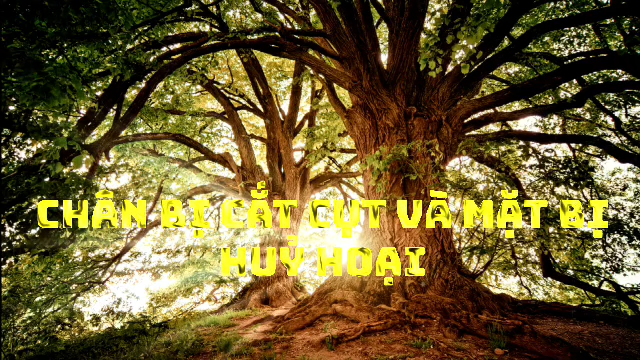 CHÂN BỊ CẮT CỤT VÀ MẶT BỊ
HUỶ HOẠI